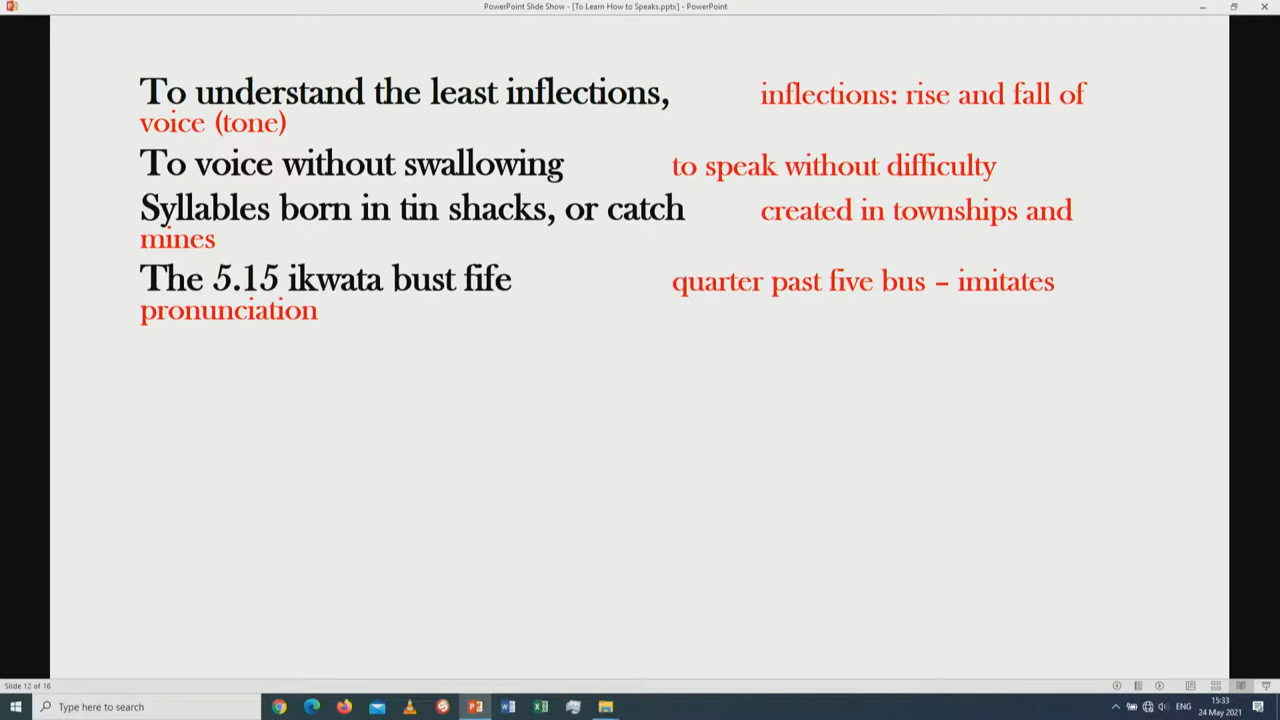 PowerPoint Slide Show - [To Learn How to Speaks.pptx] - PowerPoint
To understand the least inflections, inflections: rise and fall of
voice (tone)
To voice without swallowing to speak without difficulty
Syllables born in tin shacks, or catch created in townships and
mines
The 5.15 ikwata bust fife quarter past five bus – imitates
pronunciation
Slide 12 of 16
Type here to search
ENG
15:33
24 May 2021